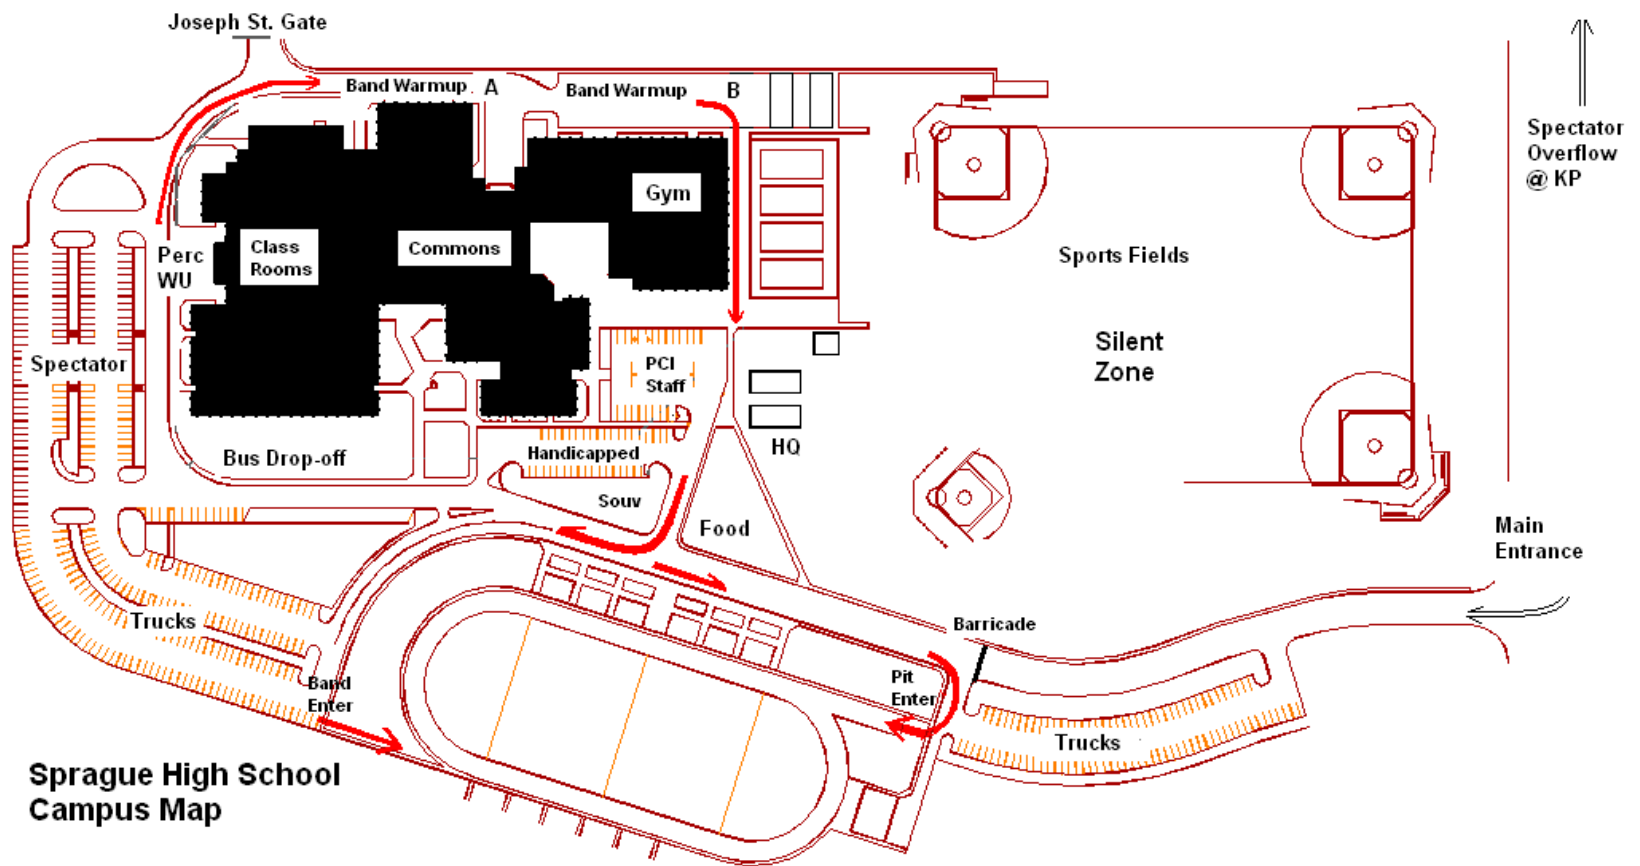 Joseph St. Gate
Band Warmup A
Band Warmup B
Spectator
Overflow
@ KP
Gym
Perc
WU
Class
Rooms
Commons
Sports Fields
Silent
Zone
Spectator
PCI
Staff
HQ
Bus Drop-off
Handicapped
Souv
Food
Main
Entrance
Trucks
Barricade
Band
Enter
Pit
Enter
Trucks
Sprague High School
Campus Map